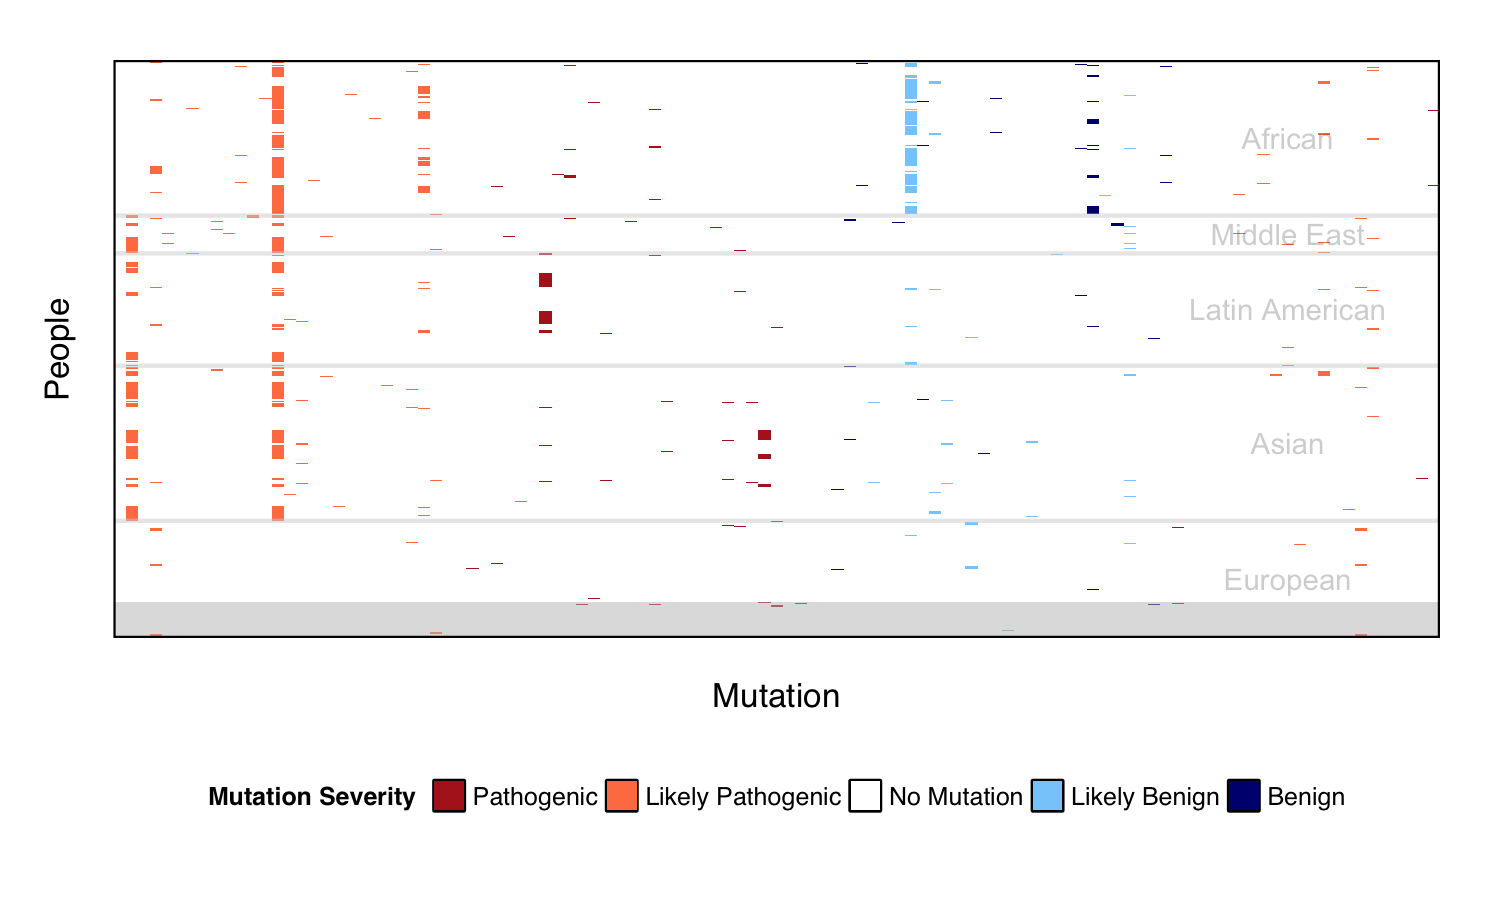 African
Middle East
Latin American
Asian
European
People
Mutation
Mutation Severity Pathogenic Likely Pathogenic No Mutation Likely Benign Benign